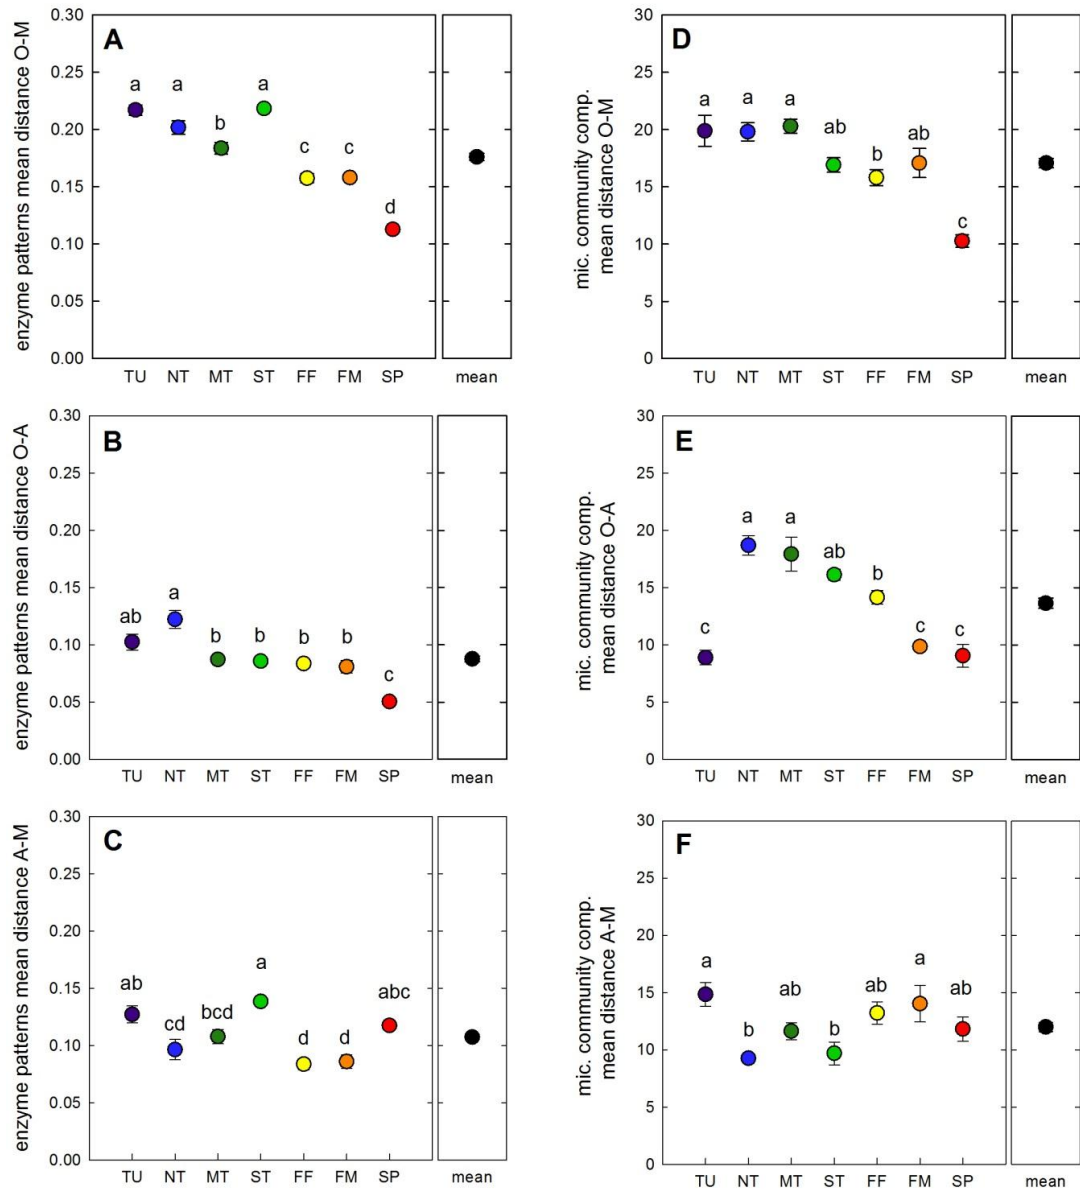 A
enzyme patterns mean distance O-M
0.30
0.25
0.20
0.15
0.10
0.05
0.00
a a b a c c d
TU NT MT ST FF FM SP mean
D
mic. community comp.
mean distance O-M
30
25
20
15
10
5
0
a a a ab b ab c
TU NT MT ST FF FM SP mean
B
enzyme patterns mean distance O-A
0.30
0.25
0.20
0.15
0.10
0.05
0.00
ab a b b b b c
TU NT MT ST FF FM SP mean
E
mic. community comp.
mean distance O-A
30
25
20
15
10
5
0
c a a ab b c c
TU NT MT ST FF FM SP mean
C
enzyme patterns mean distance A-M
0.30
0.25
0.20
0.15
0.10
0.05
0.00
ab cd bcd a d d abc
TU NT MT ST FF FM SP mean
F
mic. community comp.
mean distance A-M
30
25
20
15
10
5
0
a b ab b ab a ab
TU NT MT ST FF FM SP mean